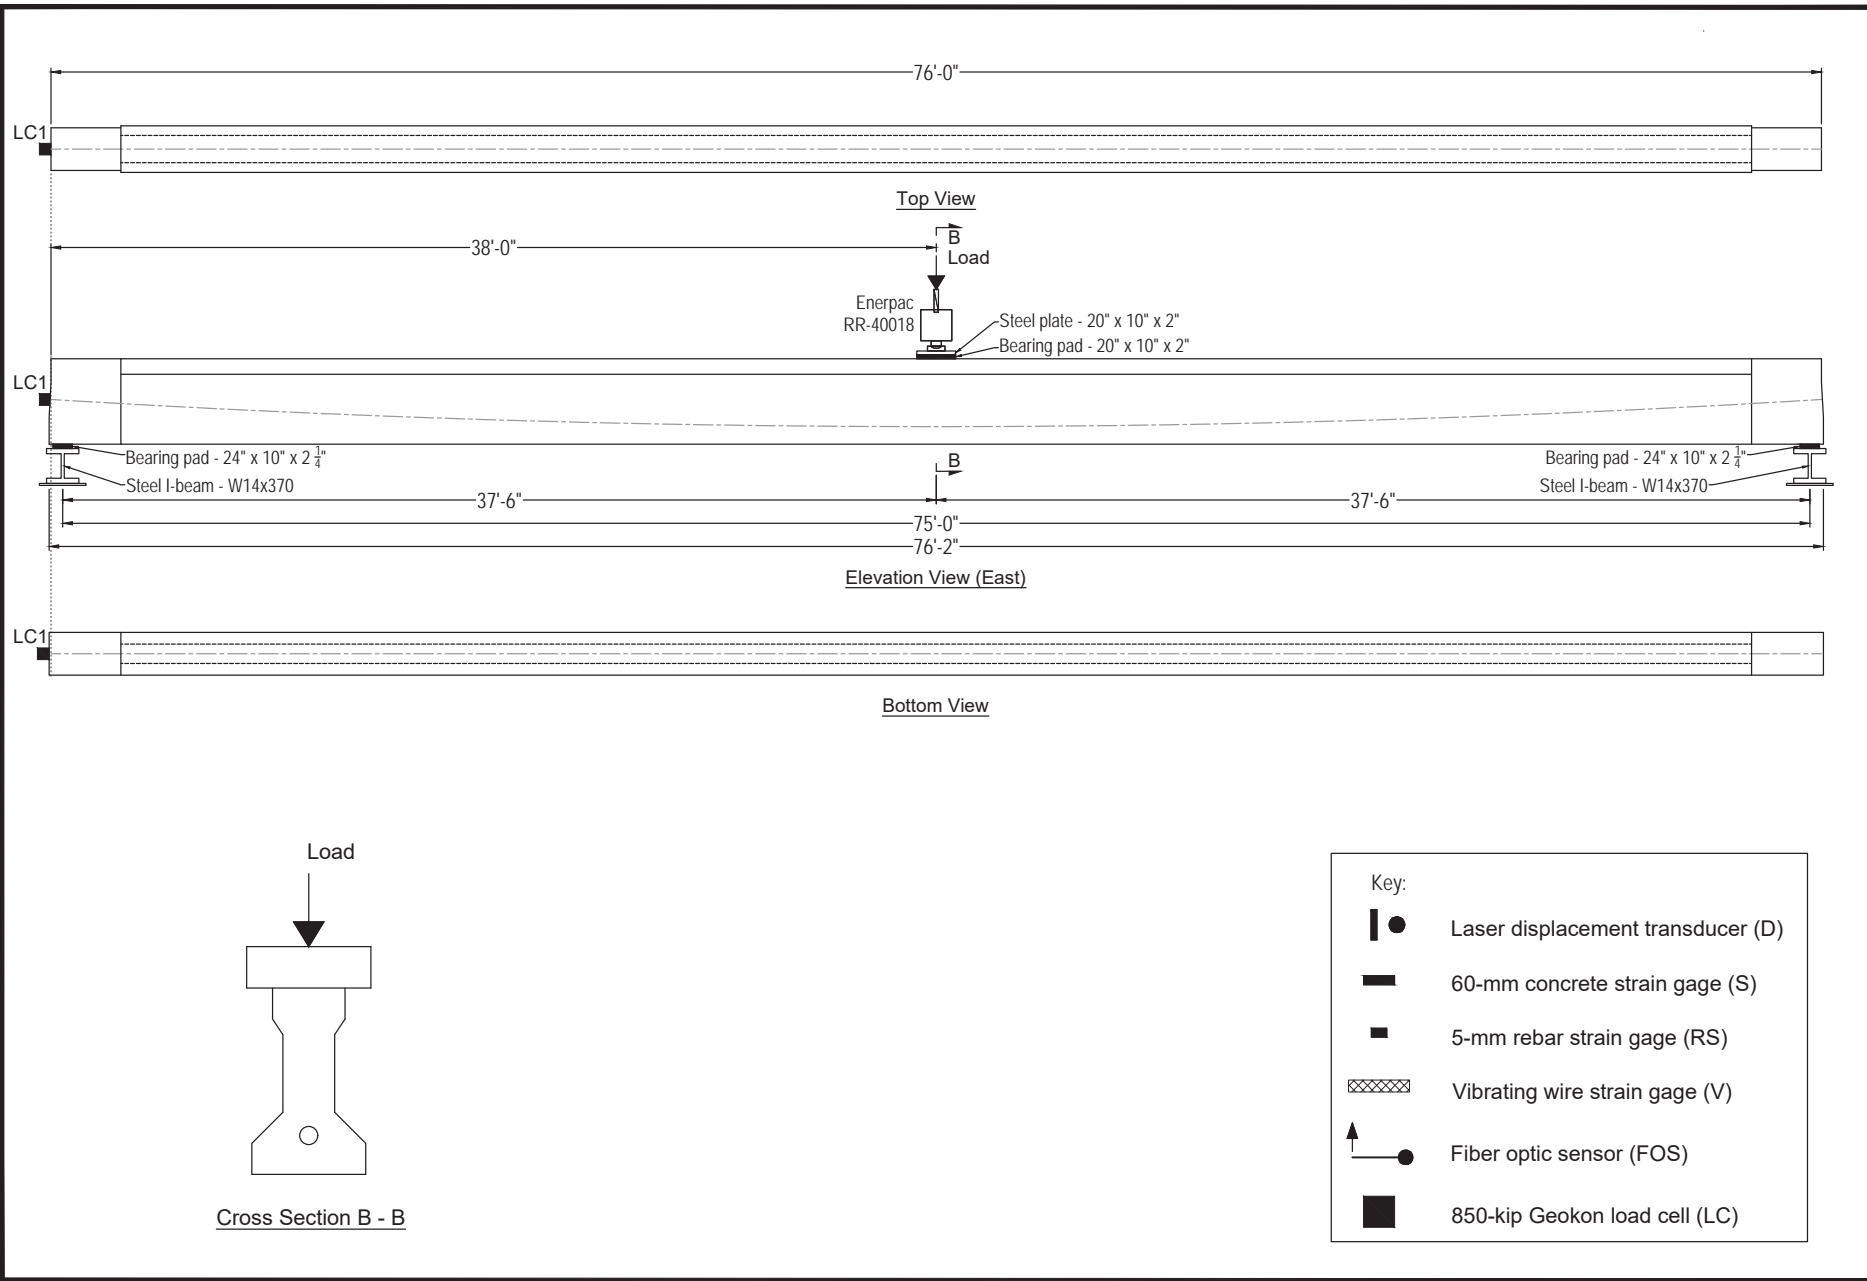 76'-0"
LC1
Top View
38'-0"
B
Load
Enerpac
RR-40018
Steel plate - 20" x 10" x 2"
Bearing pad - 20" x 10" x 2"
LC1
Bearing pad - 24" x 10" x 2 1/4"
Steel I-beam - W14x370
B
Bearing pad - 24" x 10" x 2 1/4"
Steel I-beam - W14x370
37'-6"
37'-6"
75'-0"
76'-2"
Elevation View (East)
LC1
Bottom View
Load
Cross Section B - B
Key:
Laser displacement transducer (D)
60-mm concrete strain gage (S)
5-mm rebar strain gage (RS)
Vibrating wire strain gage (V)
Fiber optic sensor (FOS)
850-kip Geokon load cell (LC)